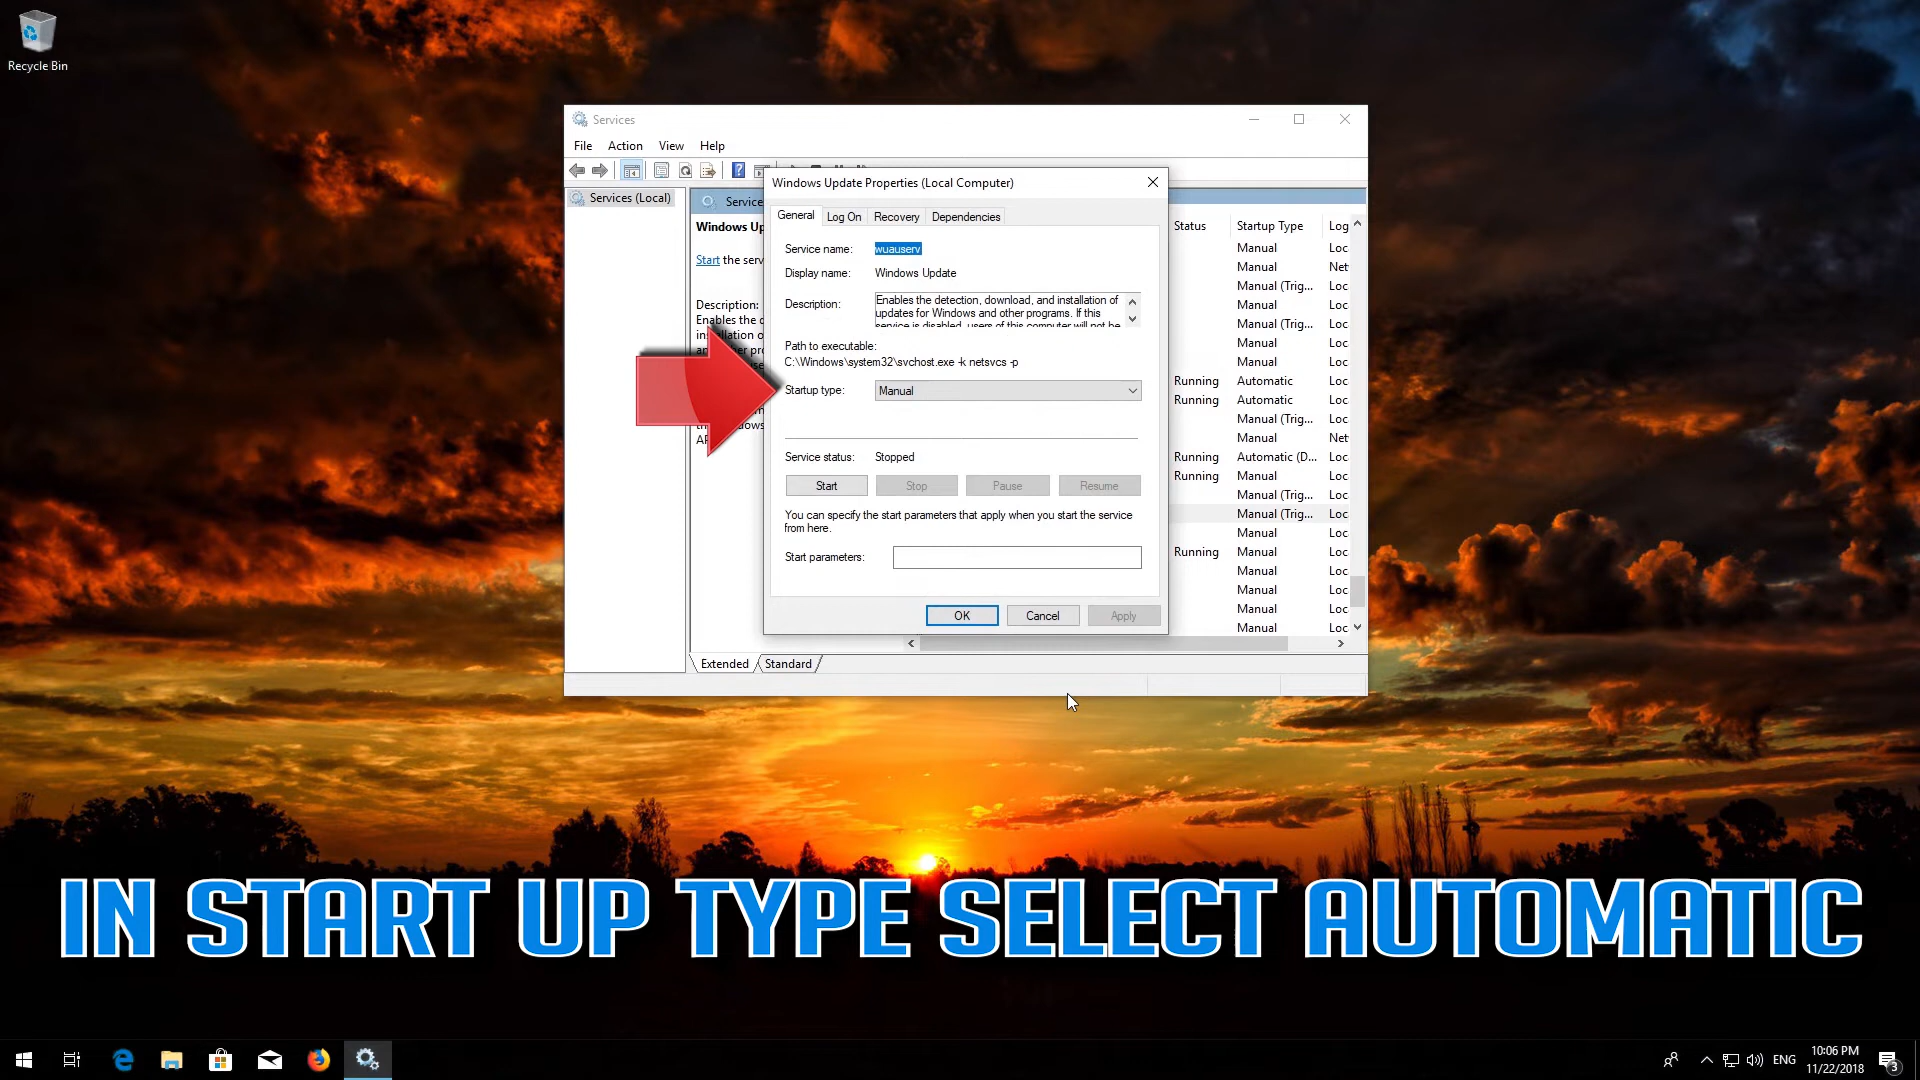 Recycle Bin
Services
File Action View Help
Services (Local)
Service
Windows Update Properties (Local Computer)
General Log On Recovery Dependencies
Windows Up
Start the serv
Description:
Enables the d
Service name: wuauserv
Display name: Windows Update
Description: Enables the detection, download, and installation of
updates for Windows and other programs. If this
service is disabled, users of this computer will not be
Path to executable:
C:\Windows\system32\svchost.exe -k netsvcs -p
Startup type: Manual
Service status: Stopped
Start Stop Pause Resume
You can specify the start parameters that apply when you start the service
from here.
Start parameters:
OK Cancel Apply
Status Startup Type Log
Manual Loc
Manual Net
Manual (Trig... Loc
Manual Loc
Manual (Trig... Loc
Manual Loc
Manual Loc
Running Automatic Loc
Running Automatic Loc
Manual (Trig... Loc
Manual Net
Running Automatic (D... Loc
Running Manual Loc
Manual (Trig... Loc
Manual (Trig... Loc
Manual Loc
Running Manual Loc
Manual Loc
Manual Loc
Manual Loc
Manual Loc
Extended Standard
IN START UP TYPE SELECT AUTOMATIC
ENG
10:06 PM
11/22/2018
3